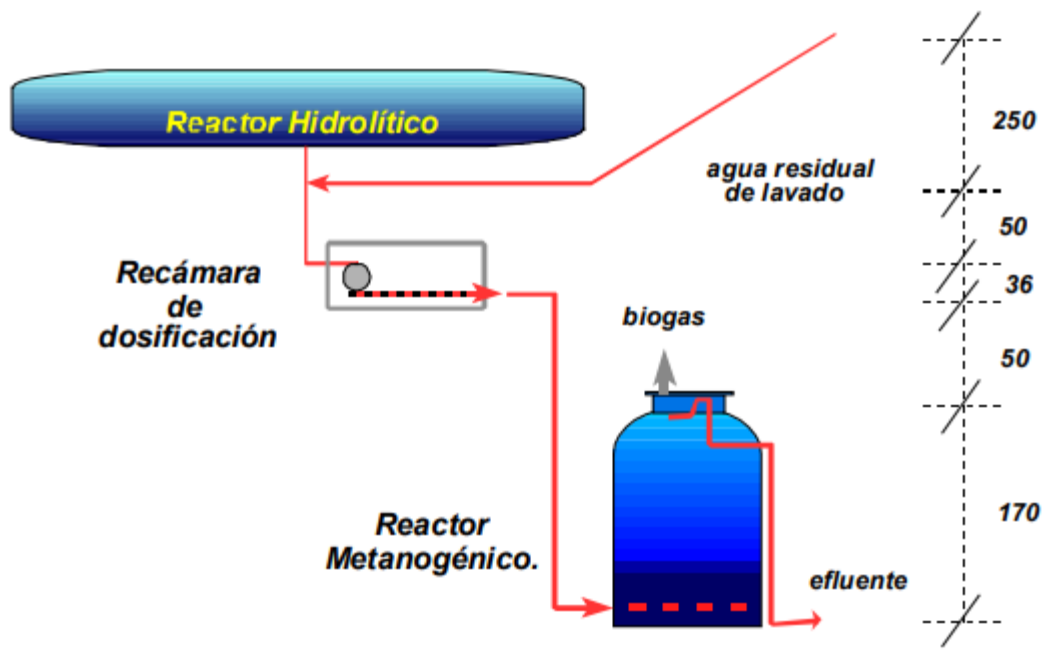 Reactor Hidrolítico
250
agua residual
de lavado
50
Recámara
de
dosificación
36
biogas
50
Reactor
Metanogénico.
170
efluente